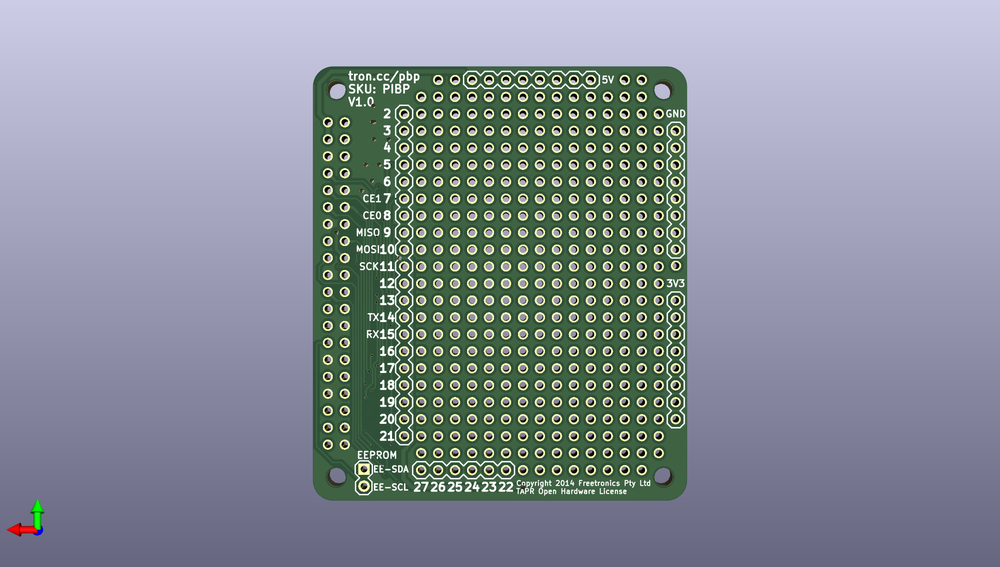 tron.cc/pbp
SKU: PIBP
V1.0
5V
GND
2
3
4
5
6
CE1 7
CE0 8
MISO 9
MOSI 10
SCK 11
12
3V3
13
TX 14
RX 15
16
17
18
19
20
21
EEPROM
EE-SDA
EE-SCL
27 26 25 24 23 22
Copyright 2014 Freetronics Pty Ltd
TAPR Open Hardware License